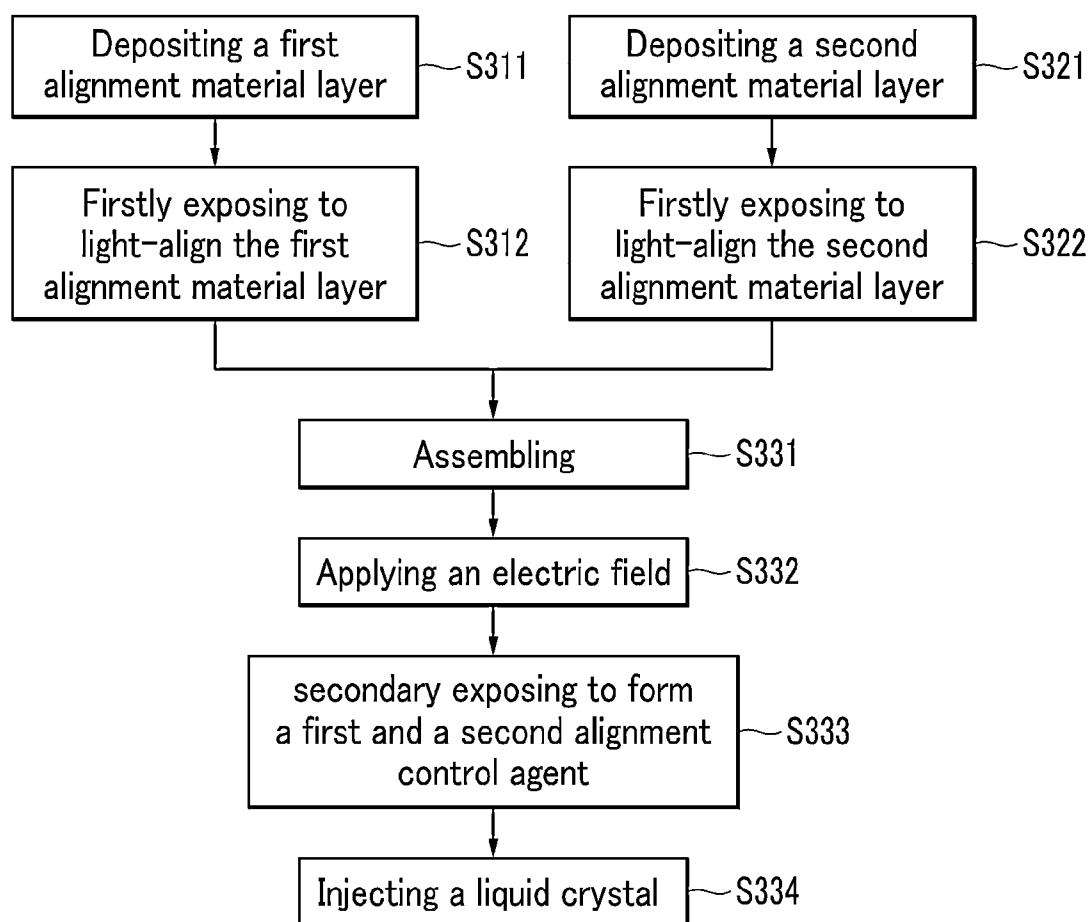 Depositing a first
alignment material layer
S311
Depositing a second
alignment material layer
S321
Firstly exposing to
light-align the first
alignment material layer
S312
Firstly exposing to
light-align the second
alignment material layer
S322
Assembling
S331
Applying an electric field
S332
secondary exposing to form
a first and a second alignment
control agent
S333
Injecting a liquid crystal
S334